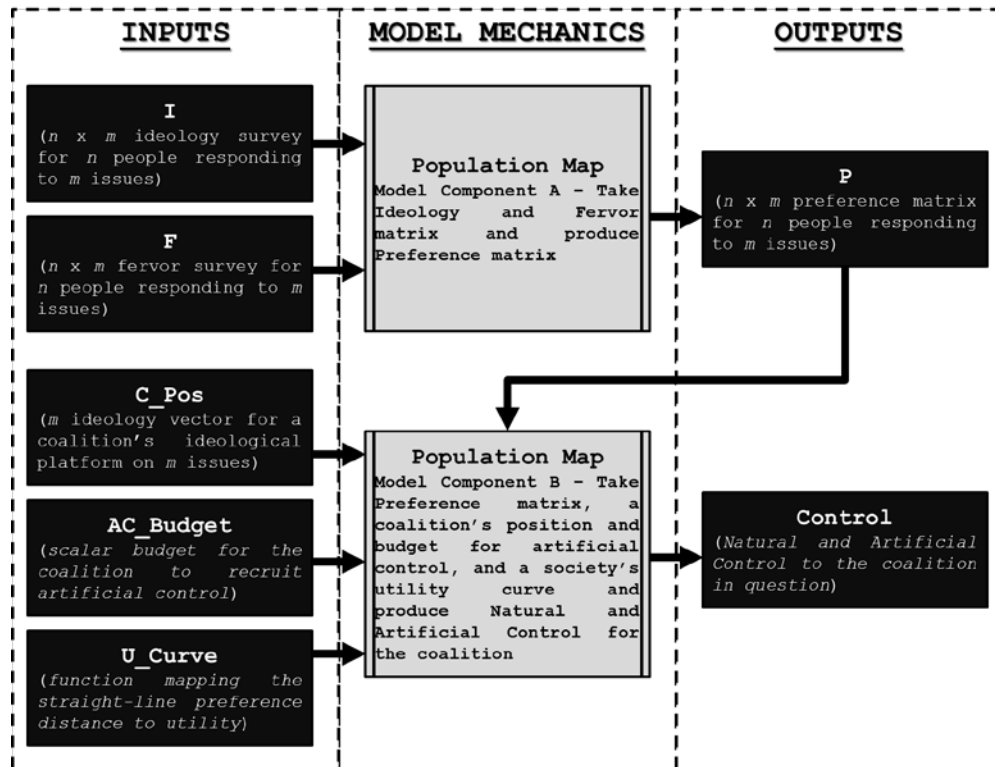 INPUTS
MODEL MECHANICS
OUTPUTS
I
(n x m ideology survey
for n people responding
to m issues)
F
(n x m fervor survey for
n people responding to m
issues)
C_Pos
(m ideology vector for a
coalition's ideological
platform on m issues)
AC_Budget
(scalar budget for the
coalition to recruit
artificial control)
U_Curve
(function mapping the
straight-line preference
distance to utility)
Population Map
Model Component A – Take
Ideology and Fervor
matrix and produce
Preference matrix
Population Map
Model Component B – Take
Preference matrix, a
coalition's position and
budget for artificial
control, and a society's
utility curve and
produce Natural and
Artificial Control for
the coalition
P
(n x m preference matrix
for n people responding
to m issues)
Control
(Natural and Artificial
Control to the coalition
in question)